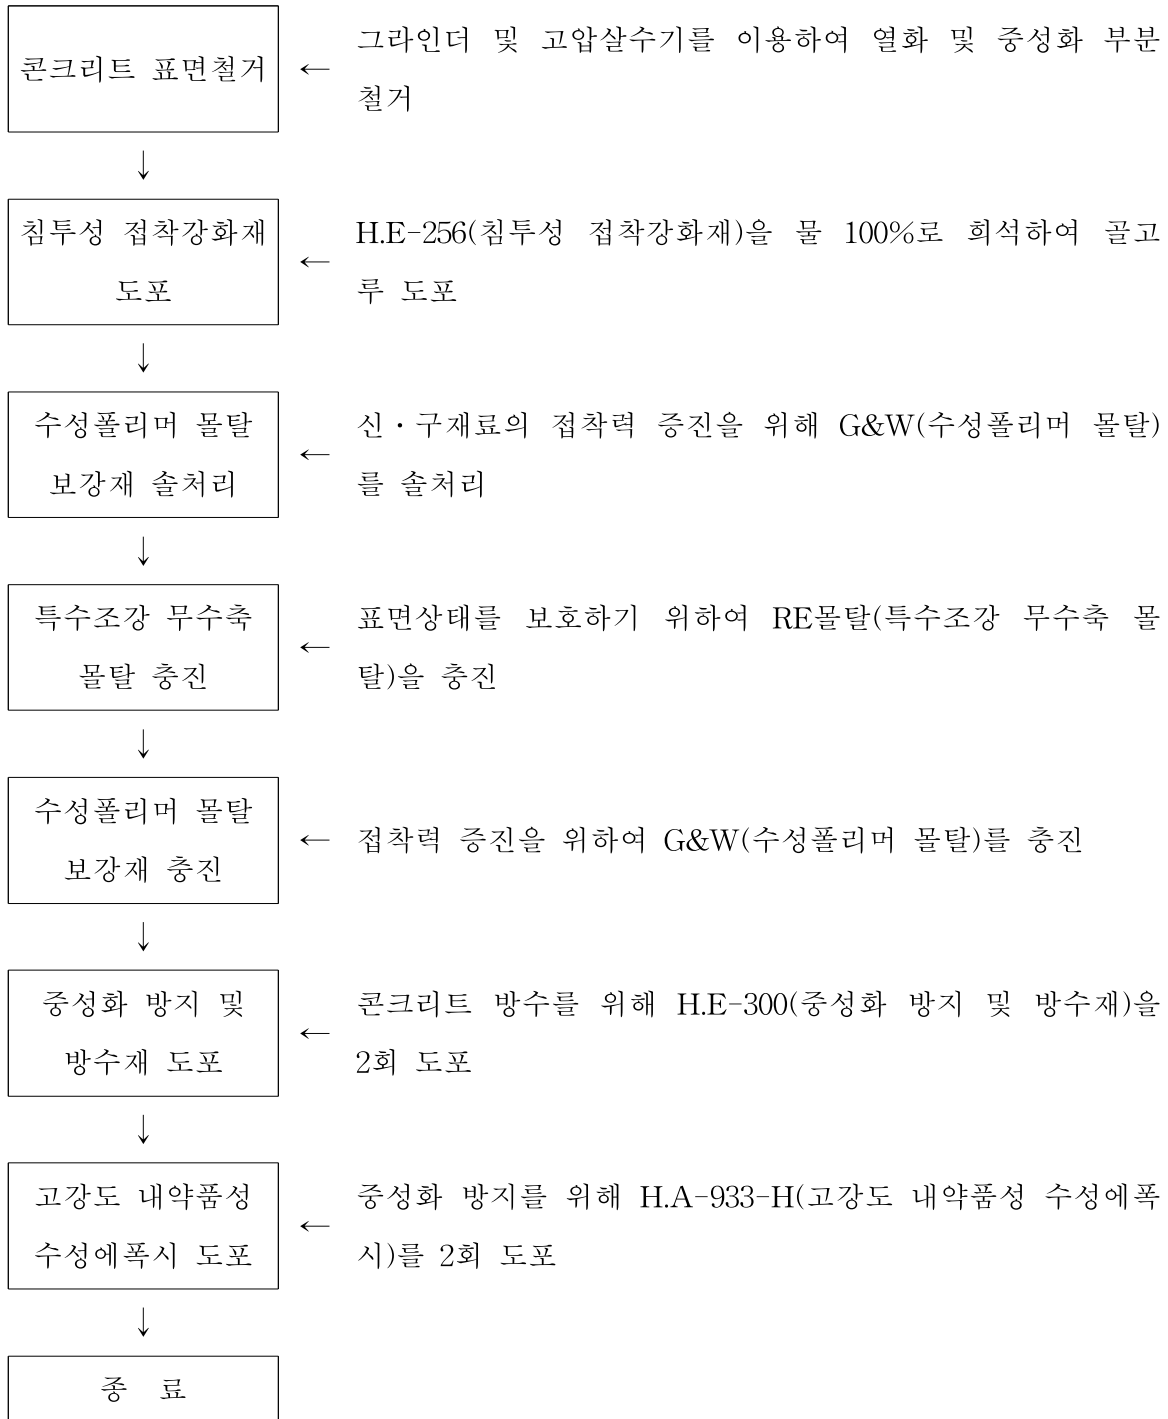 콘크리트 표면철거
←
그라인더 및 고압살수기를 이용하여 열화 및 중성화 부분
철거
↓
침투성 접착강화재
도포
←
H.E-256(침투성 접착강화재)을 물 100%로 희석하여 골고
루 도포
↓
수성폴리머 몰탈
보강재 솔처리
←
신·구재료의 접착력 증진을 위해 G&W(수성폴리머 몰탈)
를 솔처리
↓
특수조강 무수축
몰탈 충진
←
표면상태를 보호하기 위하여 RE몰탈(특수조강 무수축 몰
탈)을 충진
↓
수성폴리머 몰탈
보강재 충진
←
접착력 증진을 위하여 G&W(수성폴리머 몰탈)를 충진
↓
중성화 방지 및
방수재 도포
←
콘크리트 방수를 위해 H.E-300(중성화 방지 및 방수재)을
2회 도포
↓
고강도 내약품성
수성에폭시 도포
←
중성화 방지를 위해 H.A-933-H(고강도 내약품성 수성에폭
시)를 2회 도포
↓
종 료